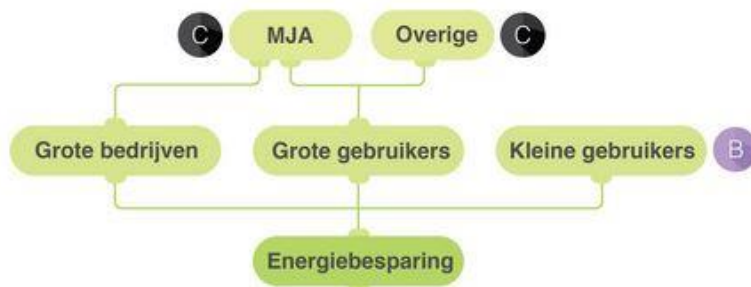 C MJA Overige C
Grote bedrijven Grote gebruikers Kleine gebruikers B
Energiebesparing